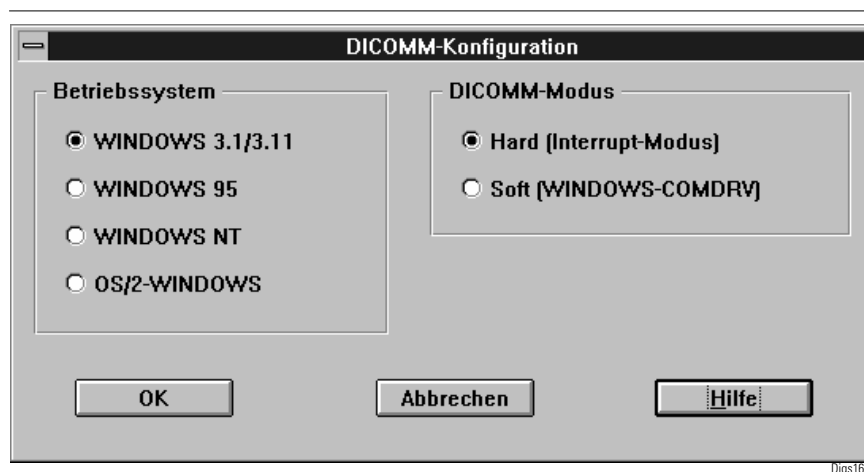 DICOMM-Konfiguration
Betriebssystem
WINDOWS 3.1/3.11
WINDOWS 95
WINDOWS NT
OS/2-WINDOWS
DICOMM-Modus
Hard (Interrupt-Modus)
Soft (WINDOWS-COMDRV)
OK
Abbrechen
Hilfe
Digs16